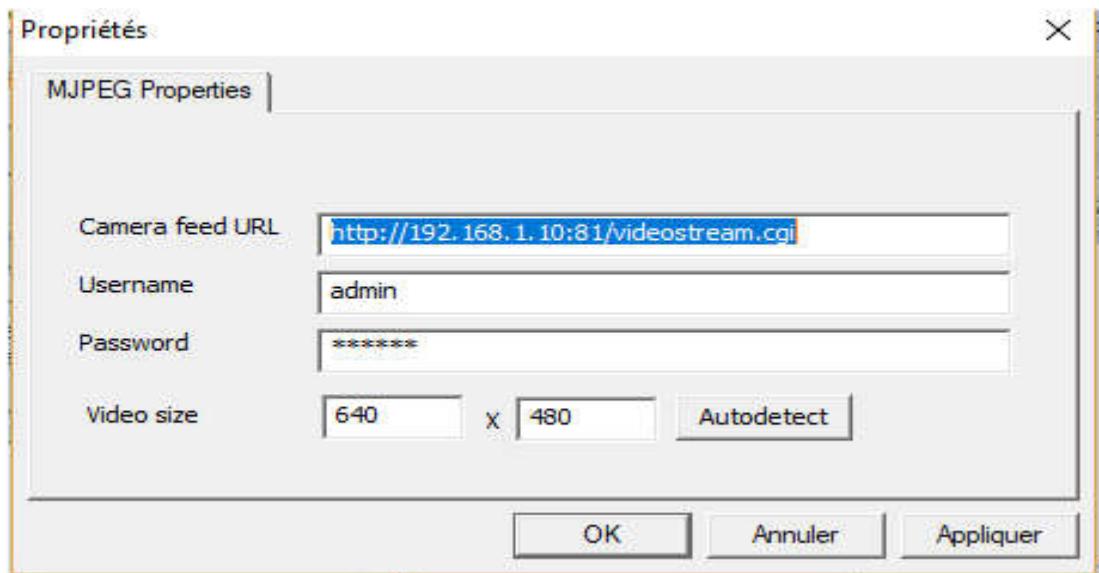 Propriétés
MJPEG Properties
Camera feed URL http://192.168.1.10:81/videostream.cgi
Username admin
Password ******
Video size 640 x 480 Autodetect
OK Annuler Appliquer